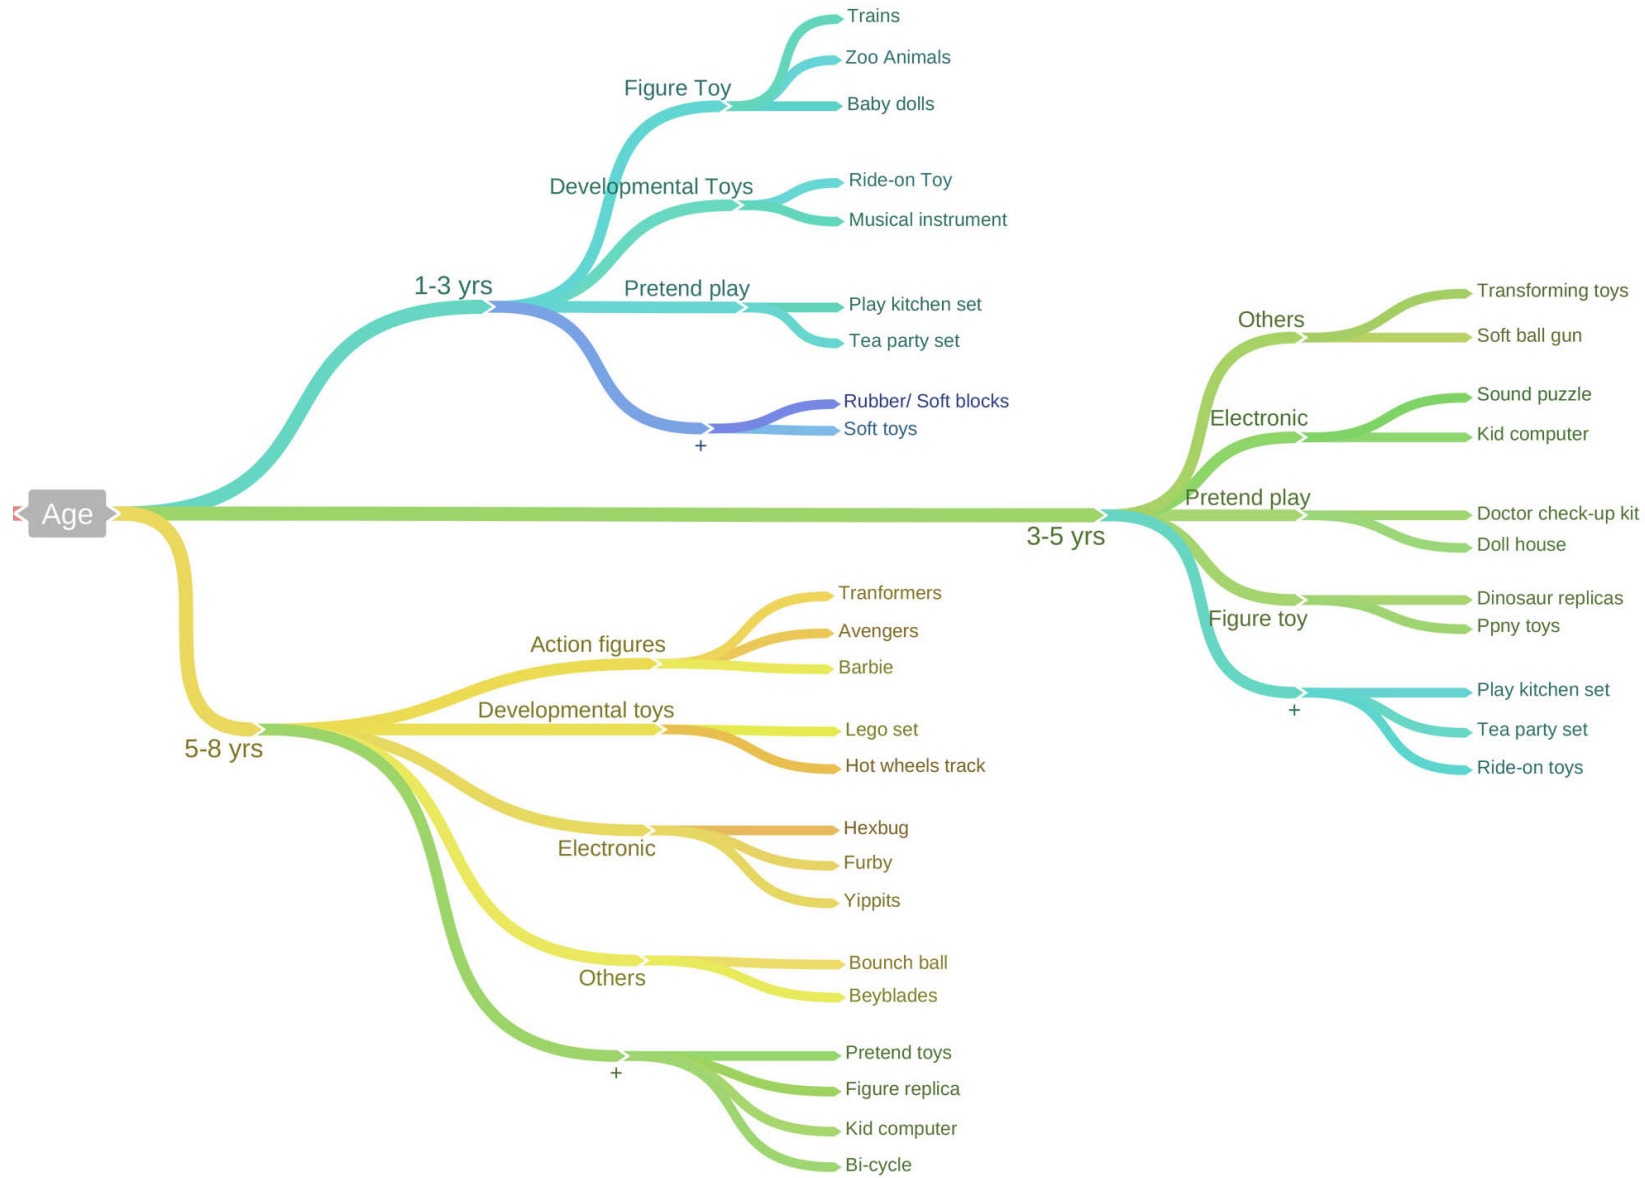 Age
1-3 yrs
Figure Toy
Trains
Zoo Animals
Baby dolls
Developmental Toys
Ride-on Toy
Musical instrument
Pretend play
Play kitchen set
Tea party set
+
Rubber/ Soft blocks
Soft toys
3-5 yrs
Others
Transforming toys
Soft ball gun
Electronic
Sound puzzle
Kid computer
Pretend play
Doctor check-up kit
Doll house
Figure toy
Dinosaur replicas
Ppny toys
+
Play kitchen set
Tea party set
Ride-on toys
5-8 yrs
Action figures
Tranformers
Avengers
Barbie
Developmental toys
Lego set
Hot wheels track
Electronic
Hexbug
Furby
Yippits
Others
Bounch ball
Beyblades
+
Pretend toys
Figure replica
Kid computer
Bi-cycle